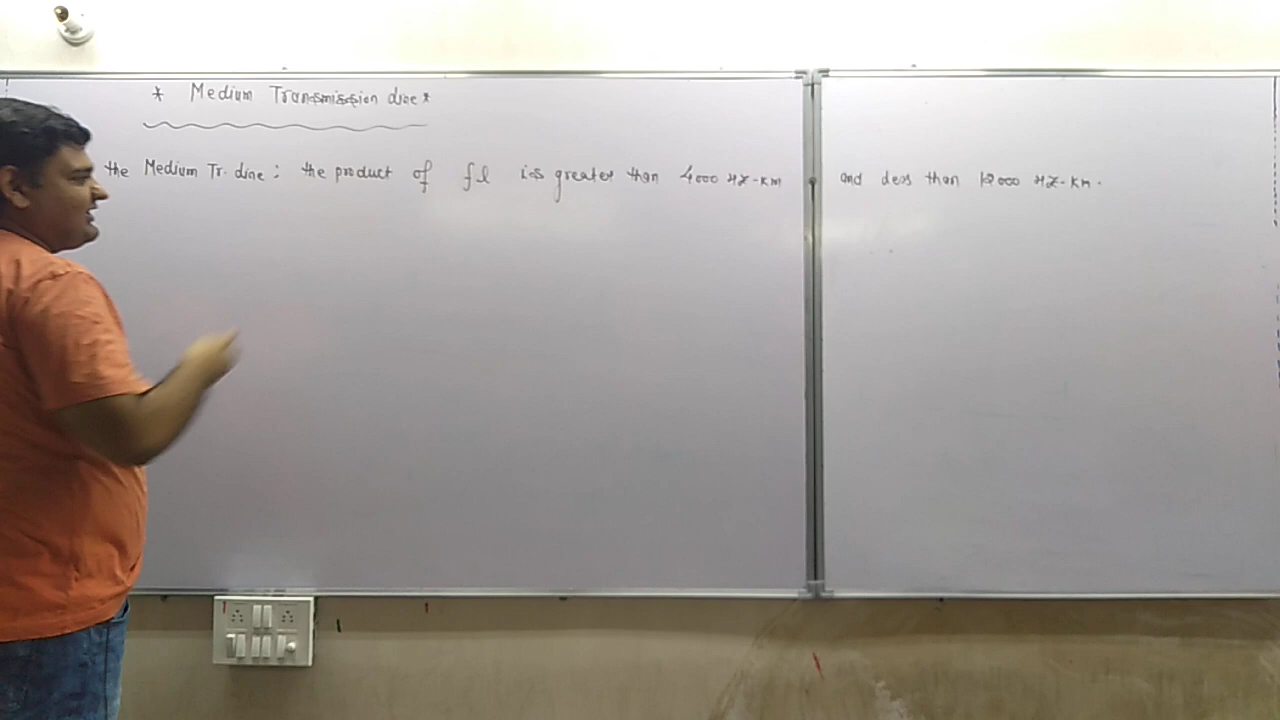 * Medium Transmission Line *
the Medium Tr. Line : the product of fl is greater than 4000 HZ-KM and Less than 12000 HZ-KM.